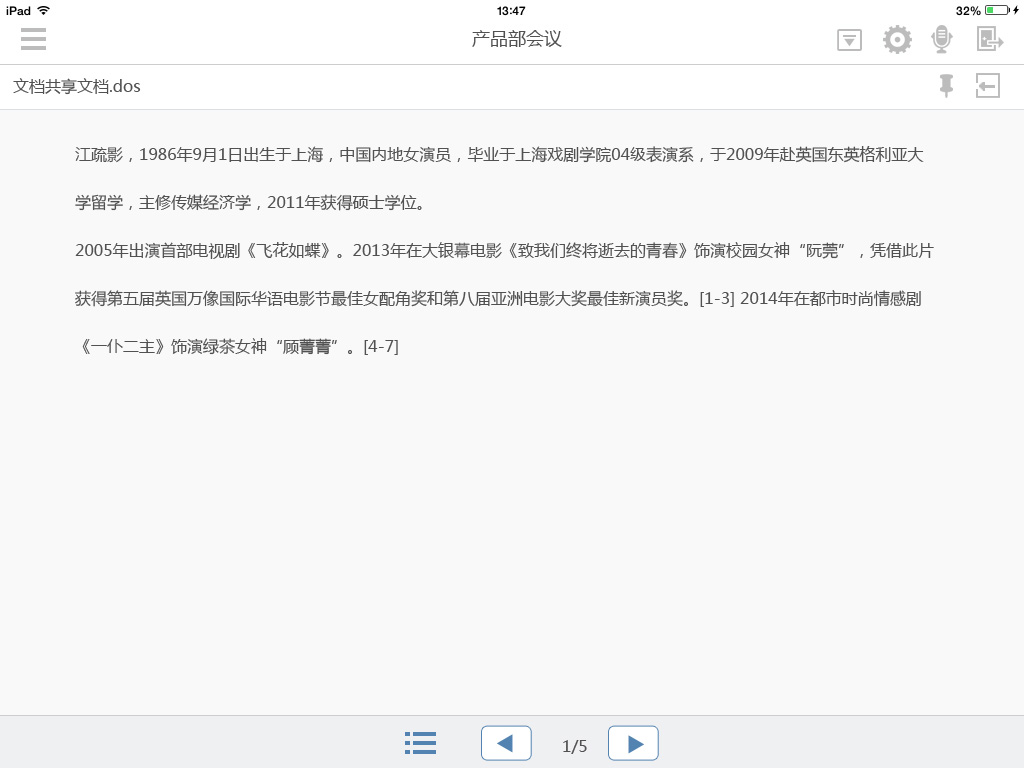 iPad 13:47 32%
产品部会议
文档共享文档.dos
江疏影，1986年9月1日出生于上海，中国内地女演员，毕业于上海戏剧学院04级表演系，于2009年赴英国东英格利亚大
学留学，主修传媒经济学，2011年获得硕士学位。
2005年出演首部电视剧《飞花如蝶》。2013年在大银幕电影《致我们终将逝去的青春》饰演校园女神“阮莞”，凭借此片
获得第五届英国万像国际华语电影节最佳女配角奖和第八届亚洲电影大奖最佳新演员奖。[1-3] 2014年在都市时尚情感剧
《一仆二主》饰演绿茶女神“顾菁菁”。[4-7]
1/5